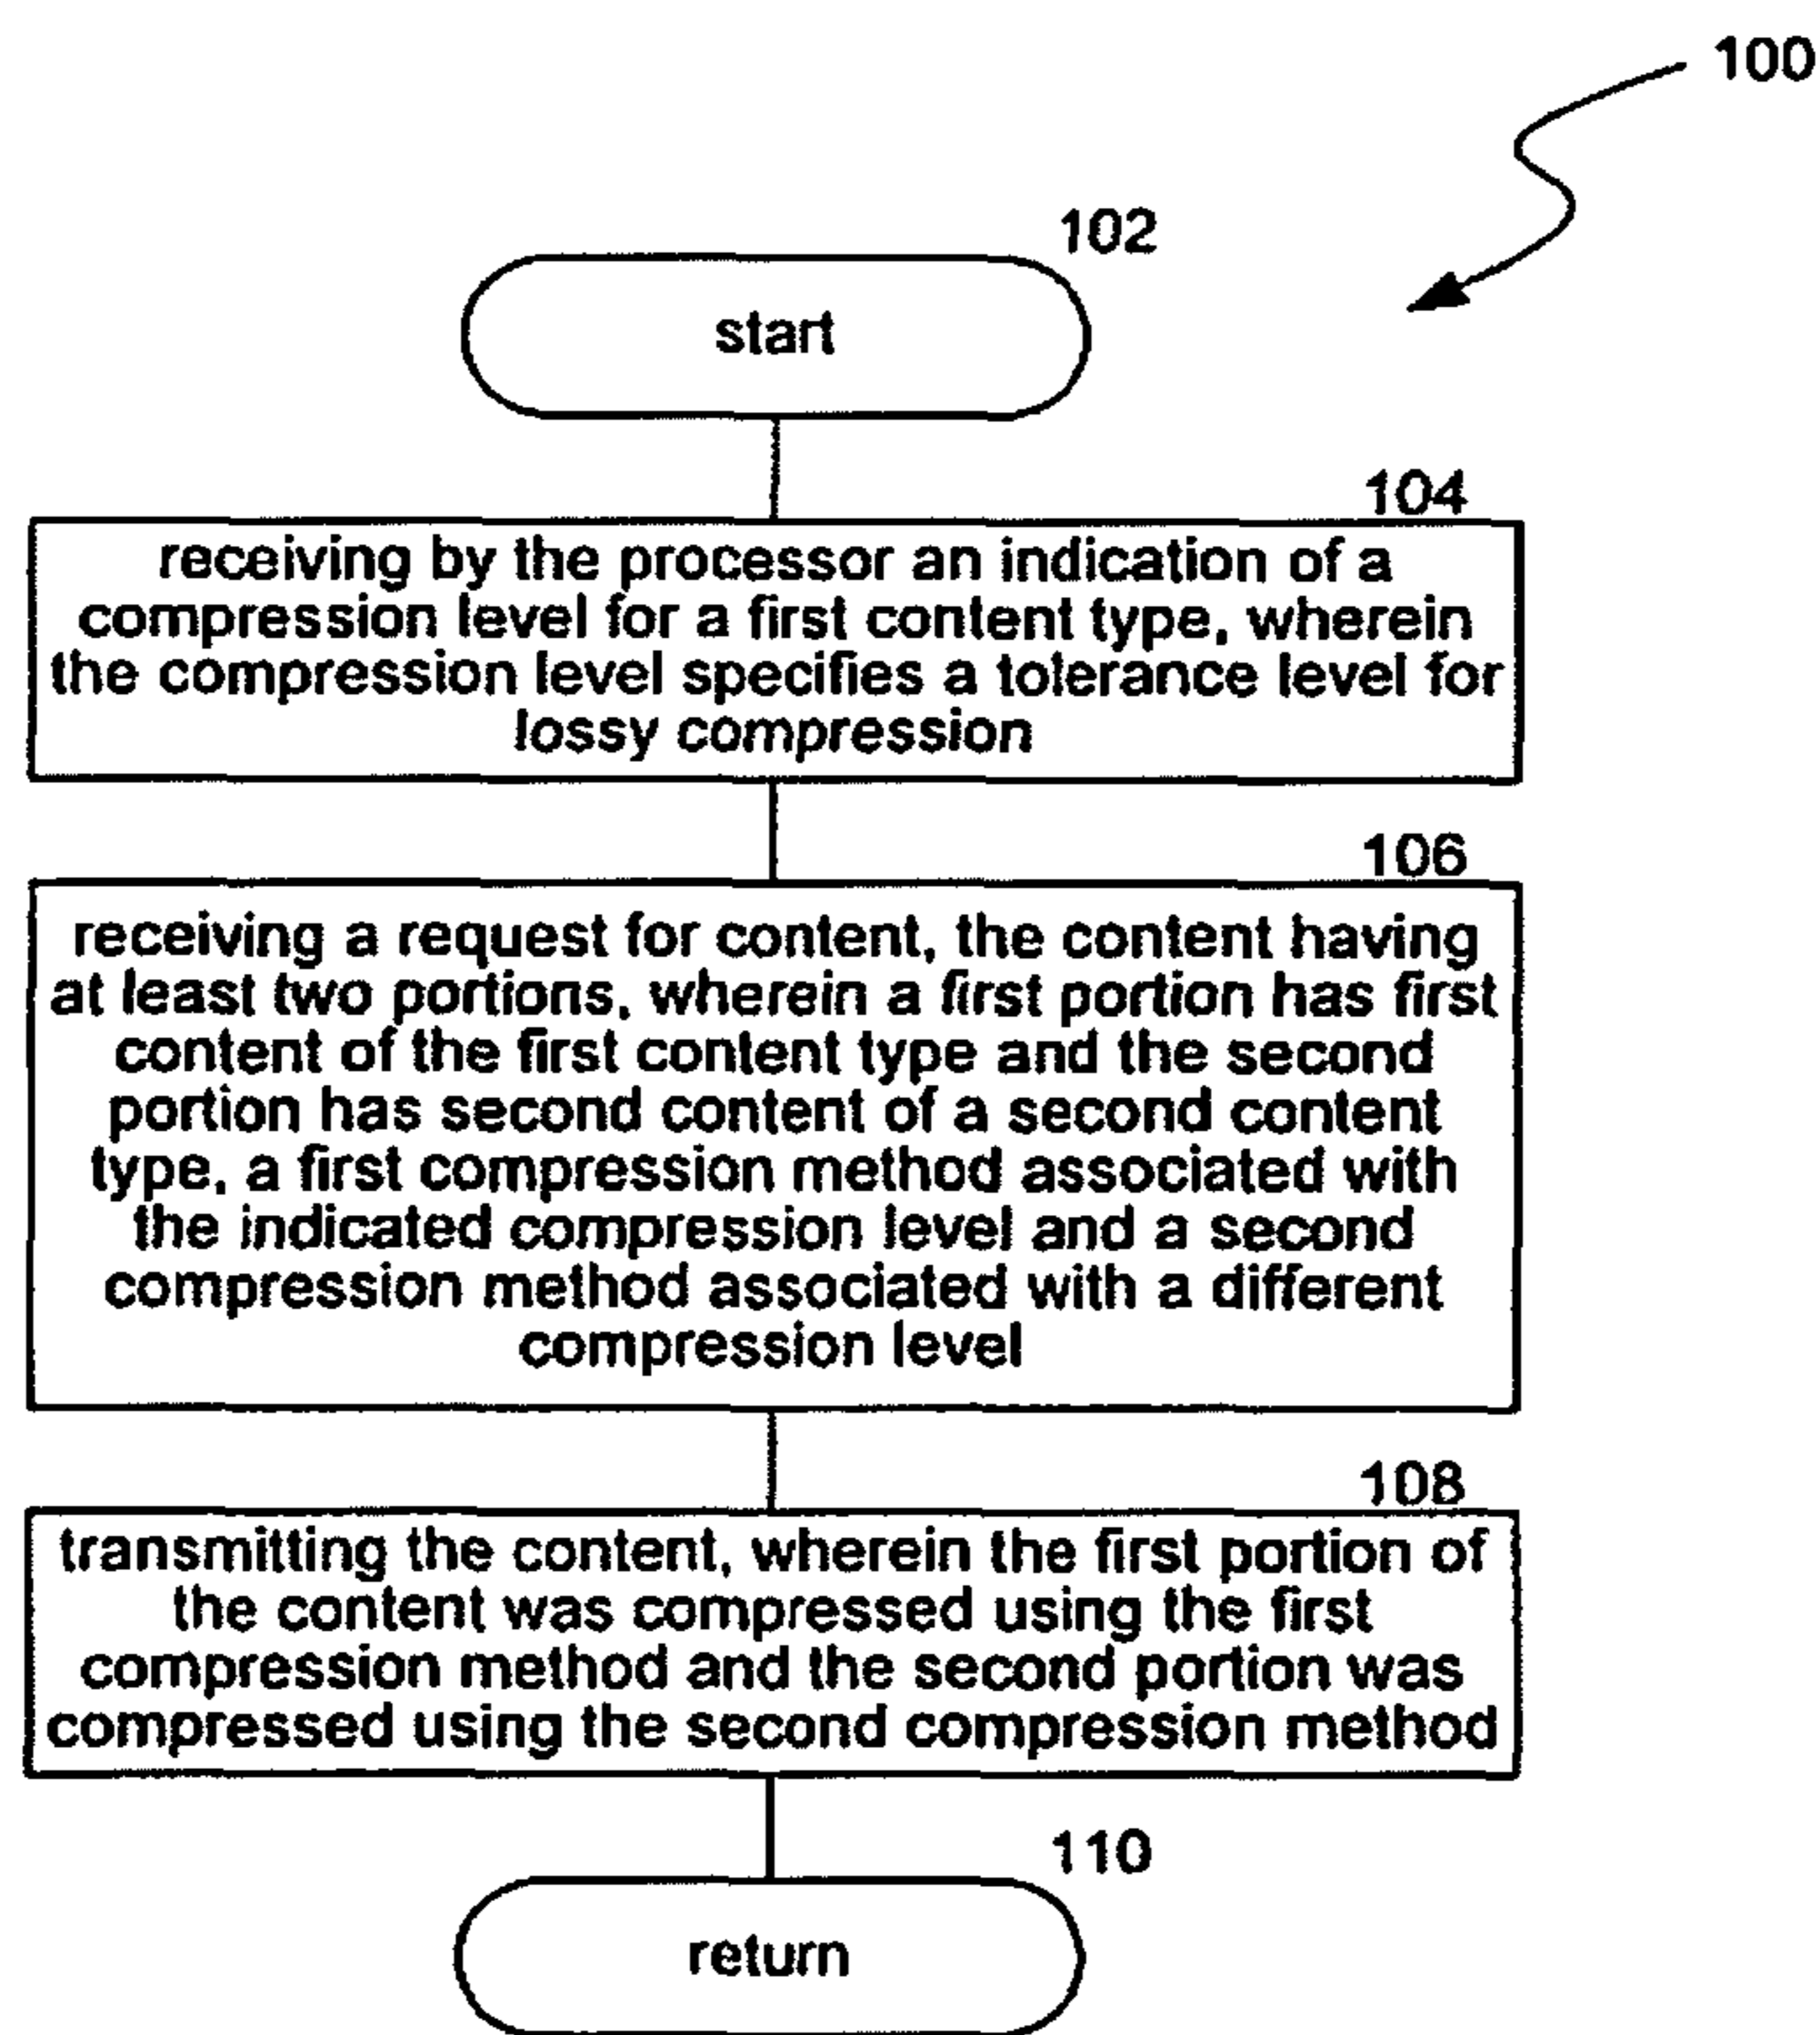 100
102
start
104
receiving by the processor an indication of a
compression level for a first content type, wherein
the compression level specifies a tolerance level for
lossy compression
106
receiving a request for content, the content having
at least two portions, wherein a first portion has first
content of the first content type and the second
portion has second content of a second content
type, a first compression method associated with
the indicated compression level and a second
compression method associated with a different
compression level
108
transmitting the content, wherein the first portion of
the content was compressed using the first
compression method and the second portion was
compressed using the second compression method
110
return